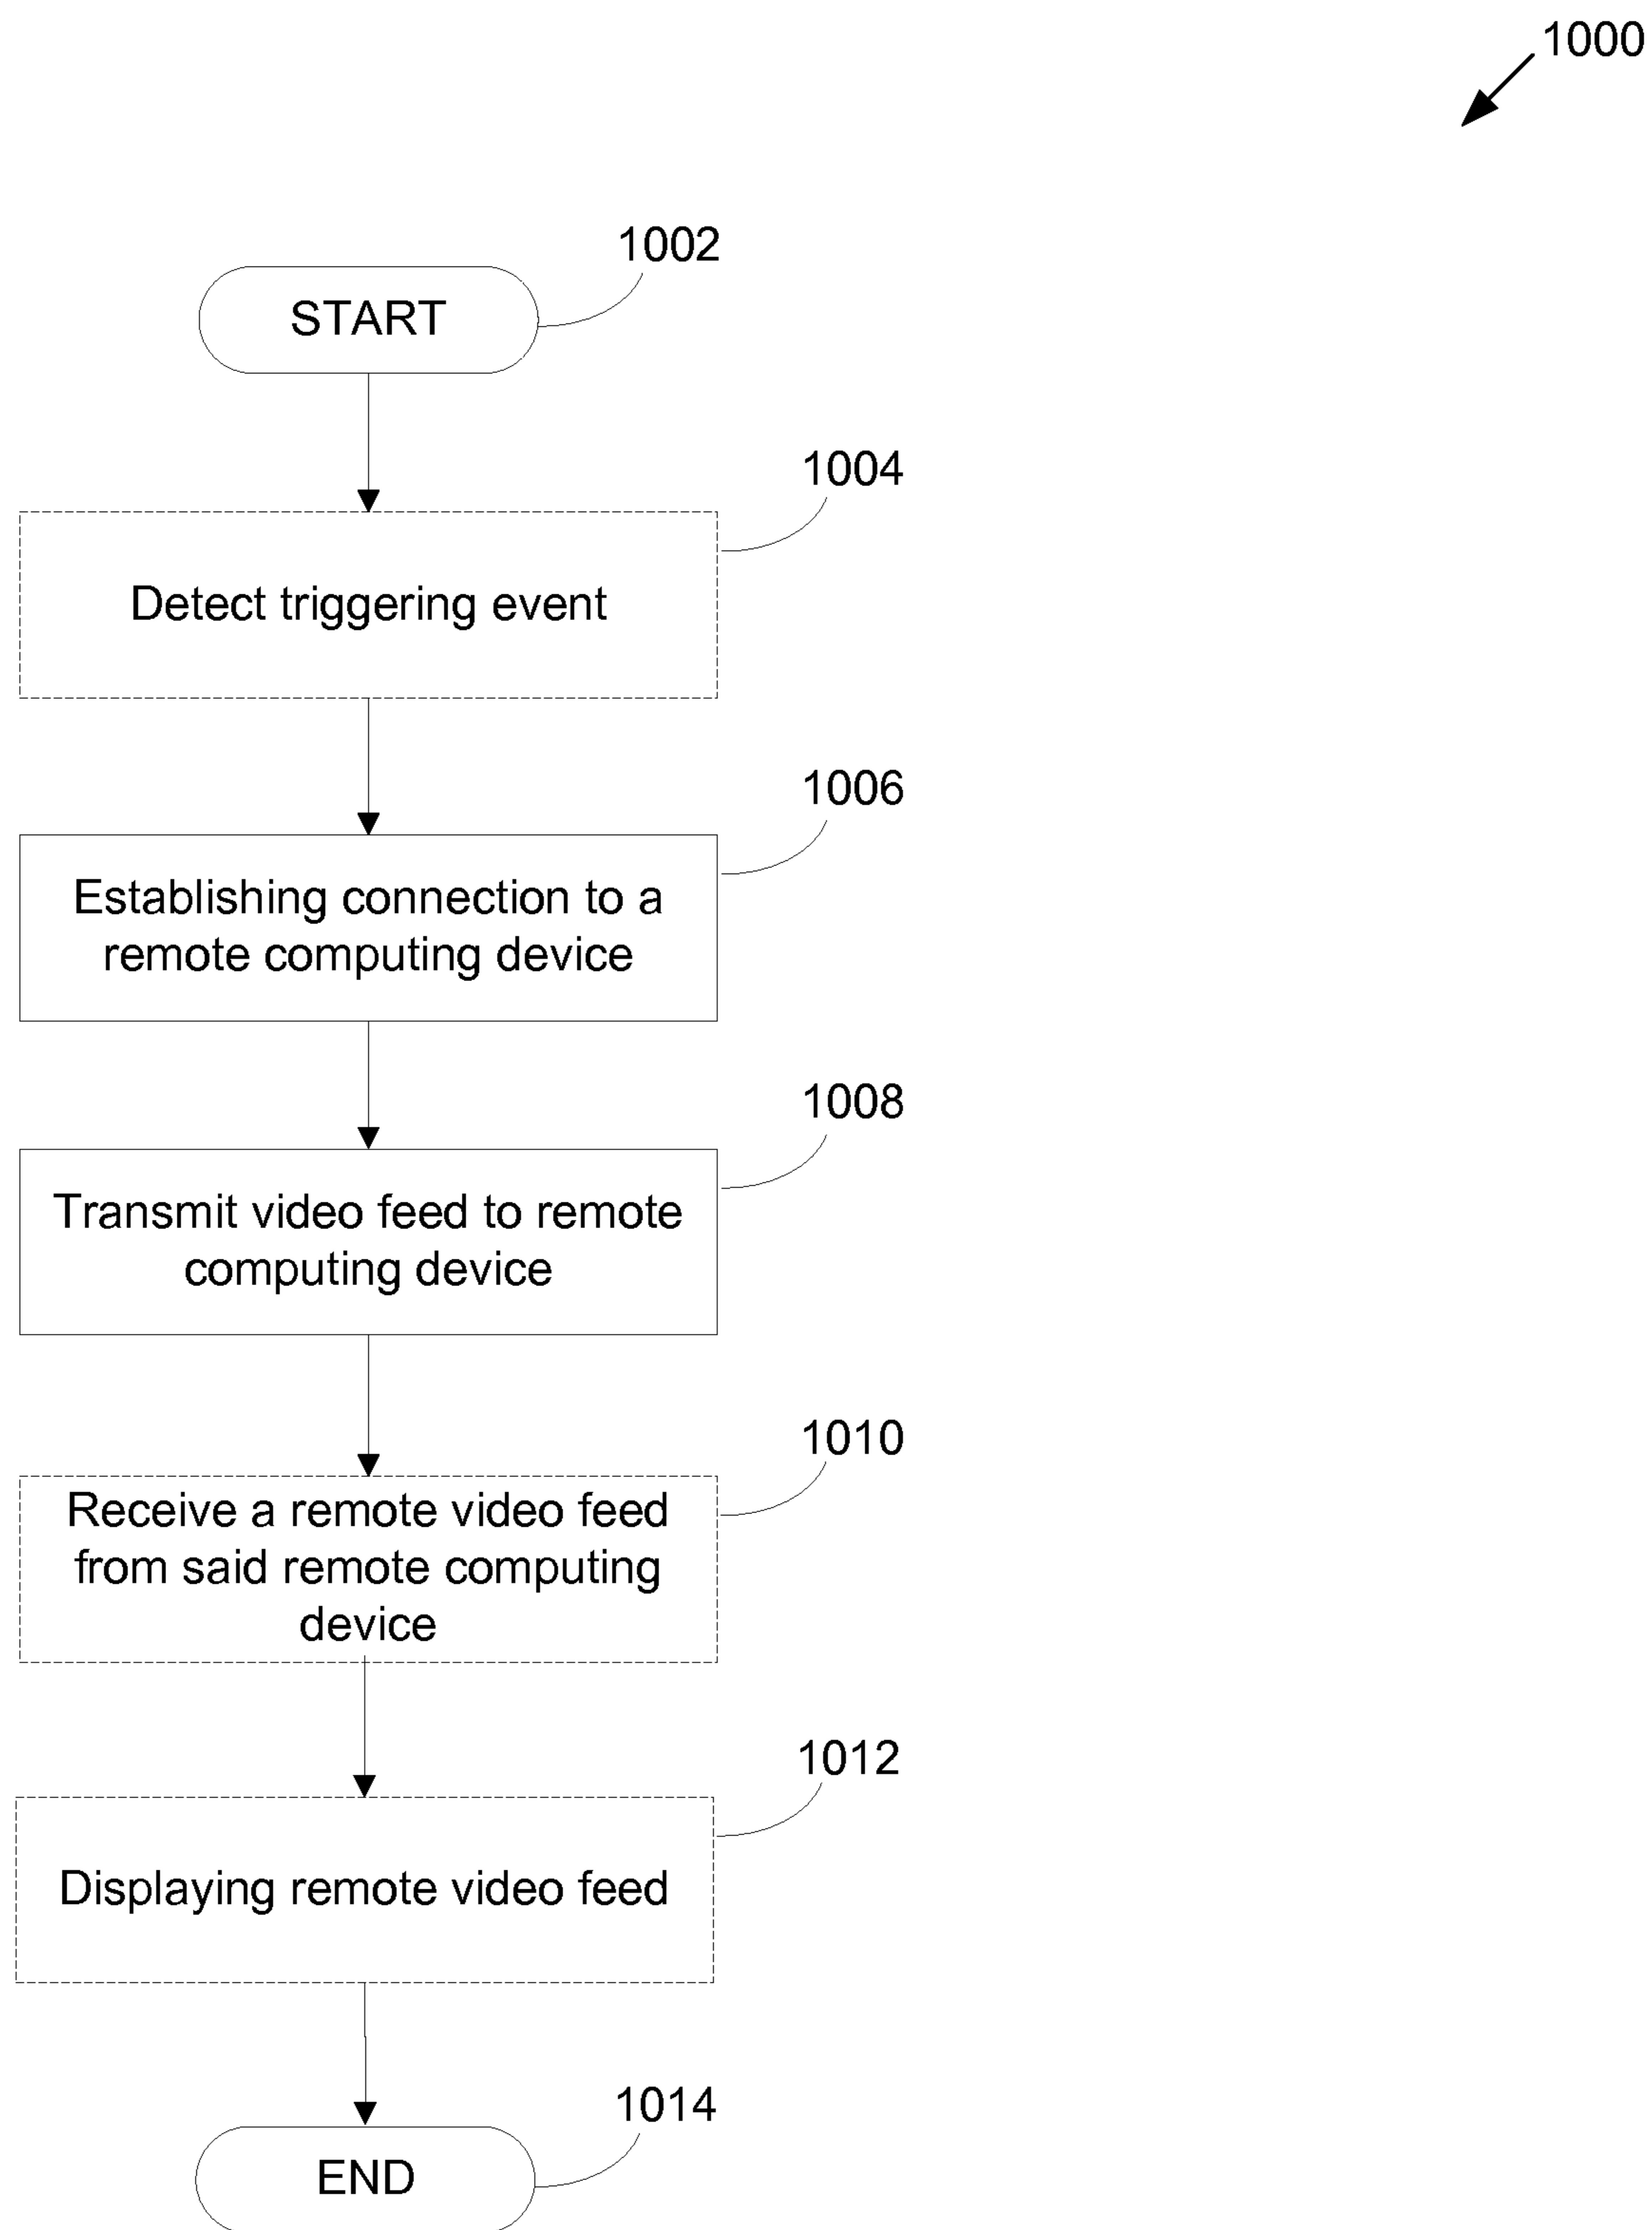 1000
1002
START
1004
Detect triggering event
1006
Establishing connection to a
remote computing device
1008
Transmit video feed to remote
computing device
1010
Receive a remote video feed
from said remote computing
device
1012
Displaying remote video feed
1014
END